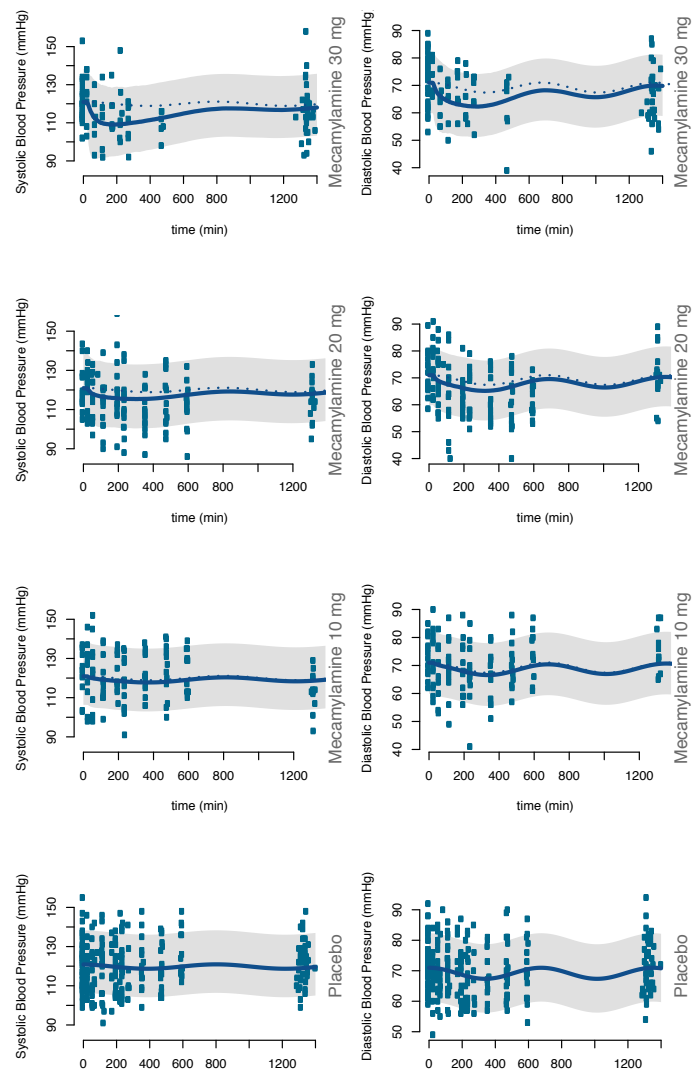 Systolic Blood Pressure (mmHg)
150
130
110
90
0 200 400 600 800 1200
time (min)
Mecamylamine 30 mg
Diastolic Blood Pressure (mmHg)
90
80
70
60
50
40
0 200 400 600 800 1200
time (min)
Mecamylamine 30 mg
Systolic Blood Pressure (mmHg)
150
130
110
90
0 200 400 600 800 1200
time (min)
Mecamylamine 20 mg
Diastolic Blood Pressure (mmHg)
90
80
70
60
50
40
0 200 400 600 800 1200
time (min)
Mecamylamine 20 mg
Systolic Blood Pressure (mmHg)
150
130
110
90
0 200 400 600 800 1200
time (min)
Mecamylamine 10 mg
Diastolic Blood Pressure (mmHg)
90
80
70
60
50
40
0 200 400 600 800 1200
time (min)
Mecamylamine 10 mg
Systolic Blood Pressure (mmHg)
150
130
110
90
0 200 400 600 800 1200
Placebo
Diastolic Blood Pressure (mmHg)
90
80
70
60
50
0 200 400 600 800 1200
Placebo